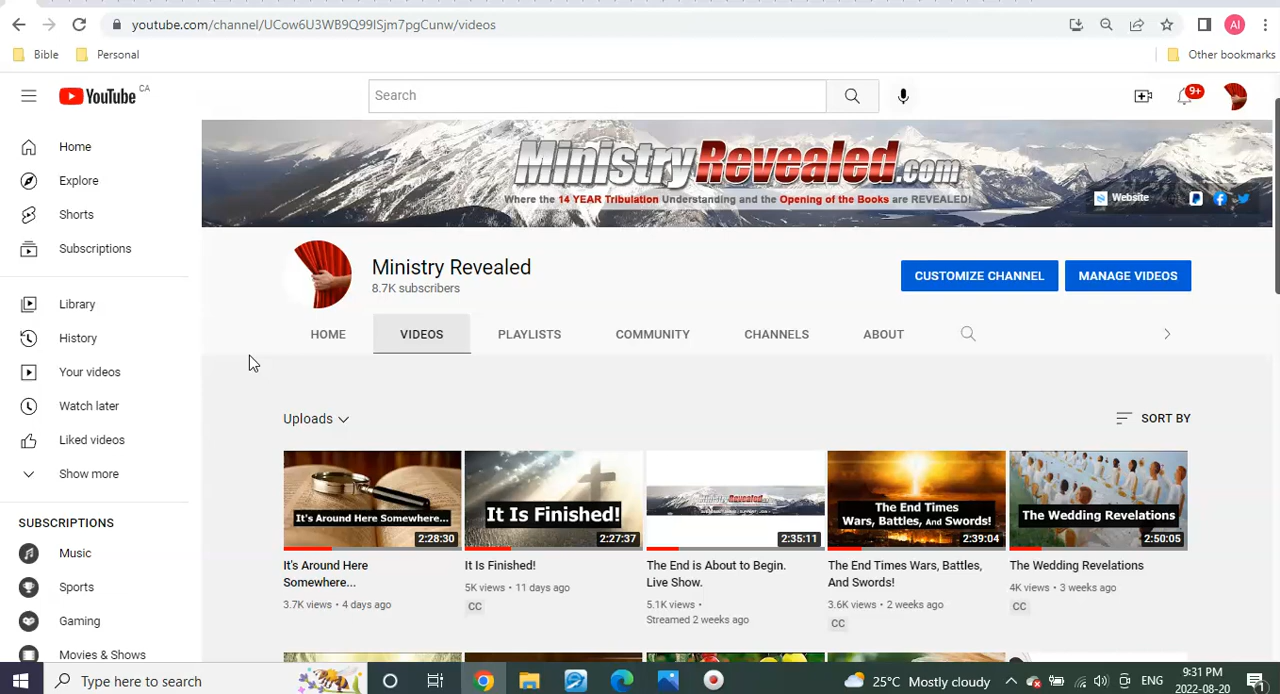 youtube.com/channel/UCow6U3WB9Q99ISjm7pgCunw/videos
AI
Bible
Personal
Other bookmarks
YouTube CA
Search
9+
MinistryRevealed.com
Where the 14 YEAR Tribulation Understanding and the Opening of the Books are REVEALED!
Website
Home
Explore
Shorts
Subscriptions
Library
History
Your videos
Watch later
Liked videos
Show more
SUBSCRIPTIONS
Music
Sports
Gaming
Movies & Shows
Ministry Revealed
8.7K subscribers
CUSTOMIZE CHANNEL
MANAGE VIDEOS
HOME
VIDEOS
PLAYLISTS
COMMUNITY
CHANNELS
ABOUT
Uploads
SORT BY
It's Around Here Somewhere...
2:28:30
It's Around Here
Somewhere...
3.7K views • 4 days ago
It Is Finished!
2:27:37
It Is Finished!
5K views • 11 days ago
CC
2:35:11
The End is About to Begin.
Live Show.
5.1K views •
Streamed 2 weeks ago
The End Times
Wars, Battles, And Swords!
2:39:04
The End Times Wars, Battles,
And Swords!
3.6K views • 2 weeks ago
CC
The Wedding Revelations
2:50:05
The Wedding Revelations
4K views • 3 weeks ago
CC
Type here to search
25°C Mostly cloudy
ENG
9:31 PM
2022-08-20
1